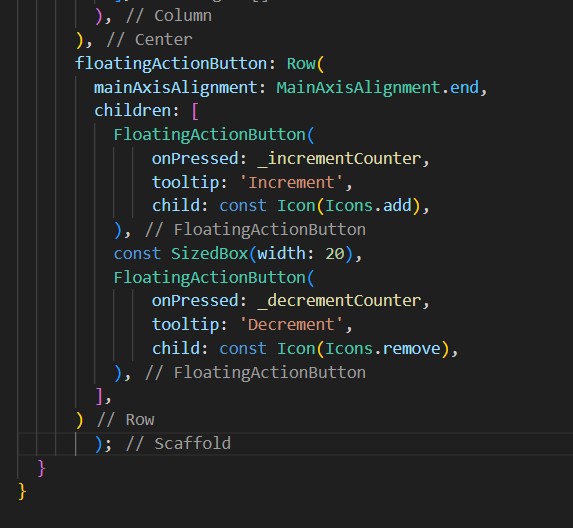 ), // Column
), // Center
floatingActionButton: Row(
mainAxisAlignment: MainAxisAlignment.end,
children: [
FloatingActionButton(
onPressed: _incrementCounter,
tooltip: 'Increment',
child: const Icon(Icons.add),
), // FloatingActionButton
const SizedBox(width: 20),
FloatingActionButton(
onPressed: _decrementCounter,
tooltip: 'Decrement',
child: const Icon(Icons.remove),
), // FloatingActionButton
],
) // Row
); // Scaffold
}
}